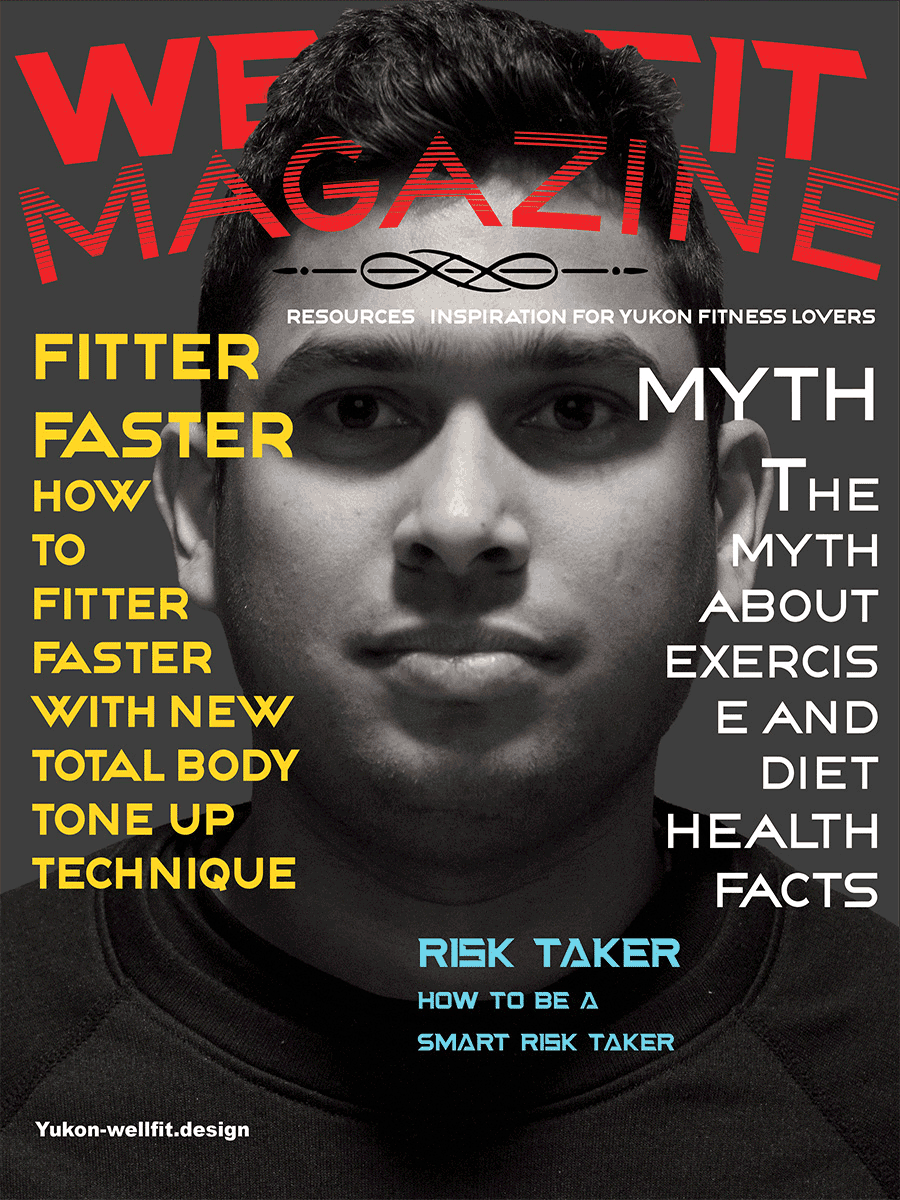 WE FIT
MAGAZINE
RESOURCES INSPIRATION FOR YUKON FITNESS LOVERS
FITTER
FASTER
HOW
TO
FITTER
FASTER
WITH NEW
TOTAL BODY
TONE UP
TECHNIQUE
MYTH
THE
MYTH
ABOUT
EXERCIS
E AND
DIET
HEALTH
FACTS
RISK TAKER
HOW TO BE A
SMART RISK TAKER
Yukon-wellfit.design